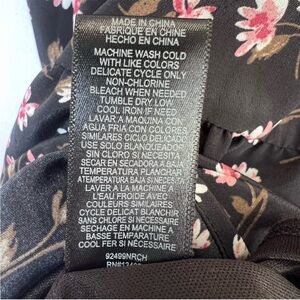 MADE IN CHINA
FABRIQUE EN CHINE
HECHO EN CHINA
MACHINE WASH COLD
WITH LIKE COLORS
DELICATE CYCLE ONLY
NON-CHLORINE
BLEACH WHEN NEEDED
TUMBLE DRY LOW
COOL IRON IF NEED
LAVAR A MAQUINA CON
AGUA FRIA CON COLORES
SIMILARES CICLO DELICADO
USE SOLO BLANQUEADOR
SIN CLORO SI NECESITA
SECAR EN SECADORA A BAJA
TEMPERATURA PLANCHAR
ATEMPERATURA BAJA SI NECESITA
LAVER A LA MACHINE A
L'EAU FROIDE AVEC
COULEURS SIMILAIRES
CYCLE DELICAT BLANCHIR
SANS CHLORE SI NECESSAIRE
SECHAGE EN MACHINE A
BASSE TEMPERATURE
COOL FER SI NÉCESSAIRE
92499NRCH